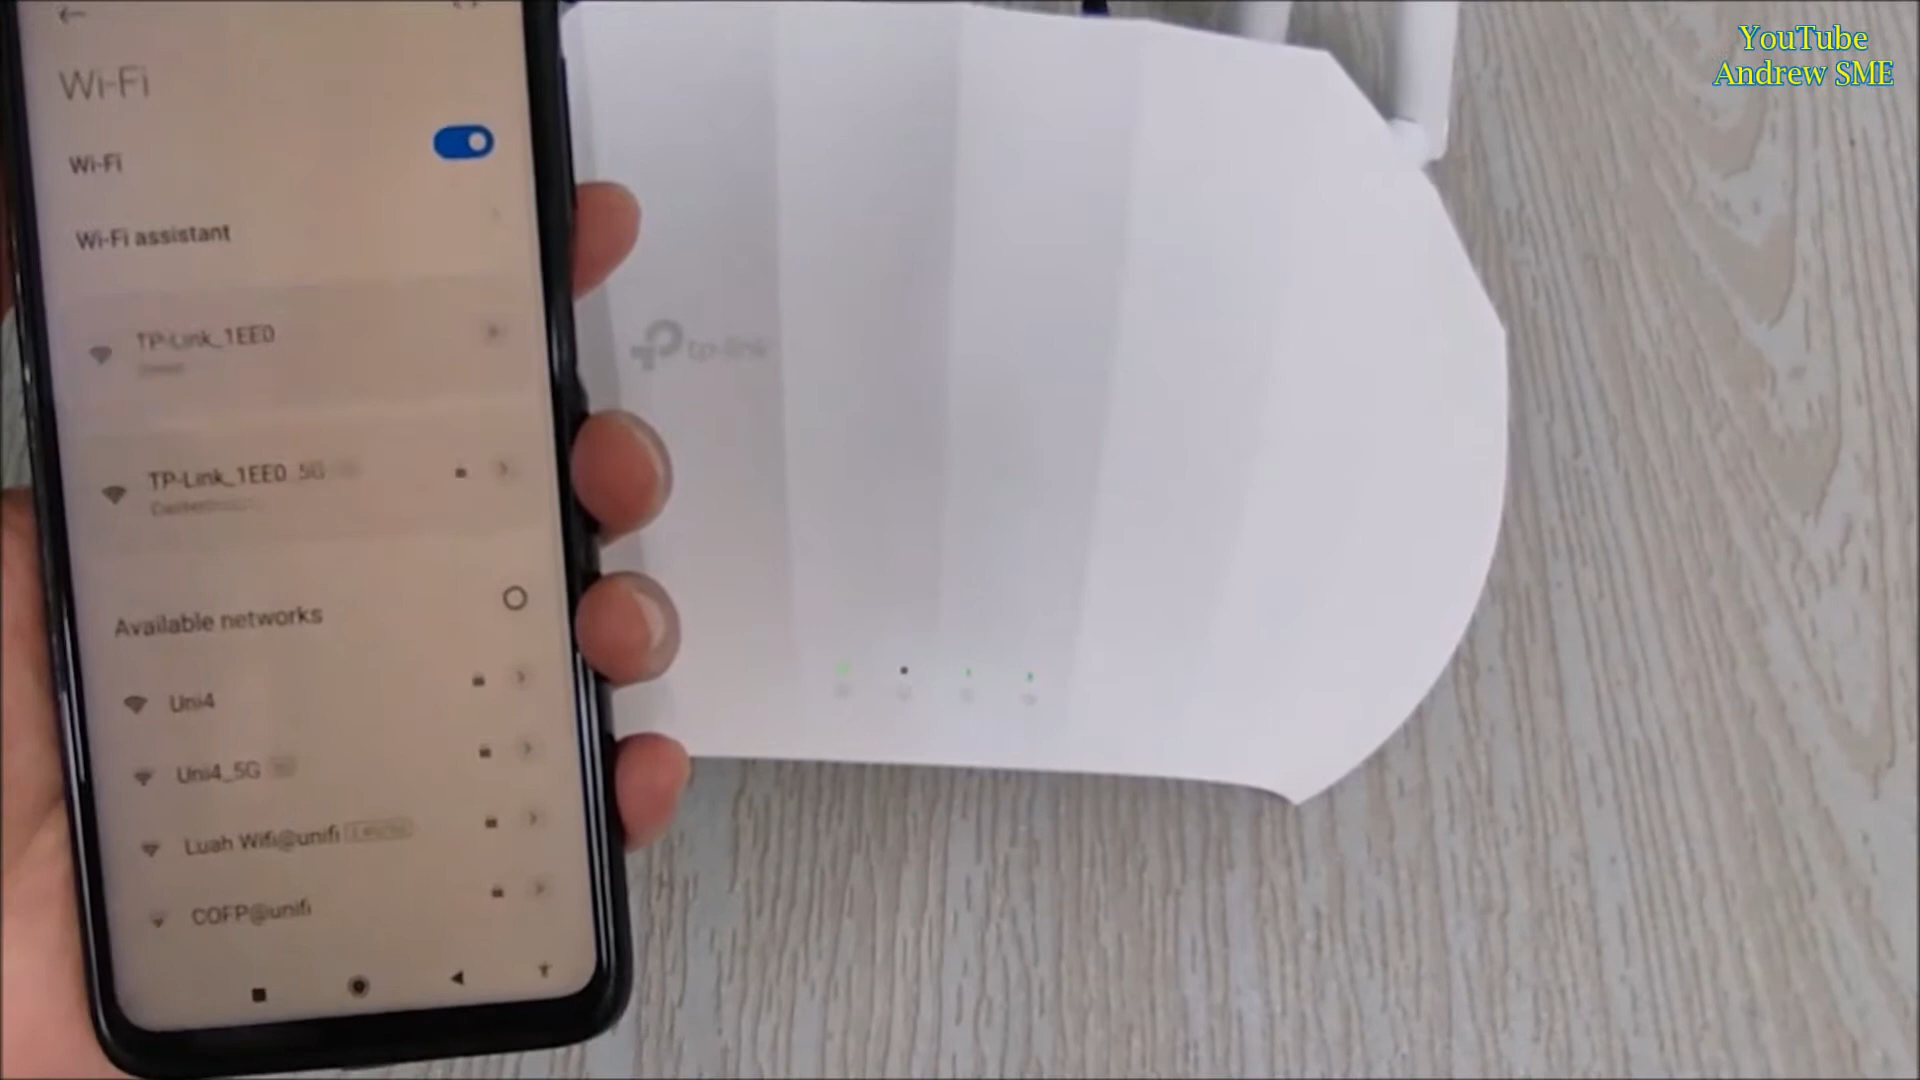 YouTube
Andrew SME
Wi-Fi
Wi-Fi
Wi-Fi assistant
TP-Link_1EE0
TP-Link_1EE0_5G
Available networks
Uni4
Uni4_5G
Luah Wifi@unifi
COFP@unifi
tp-link